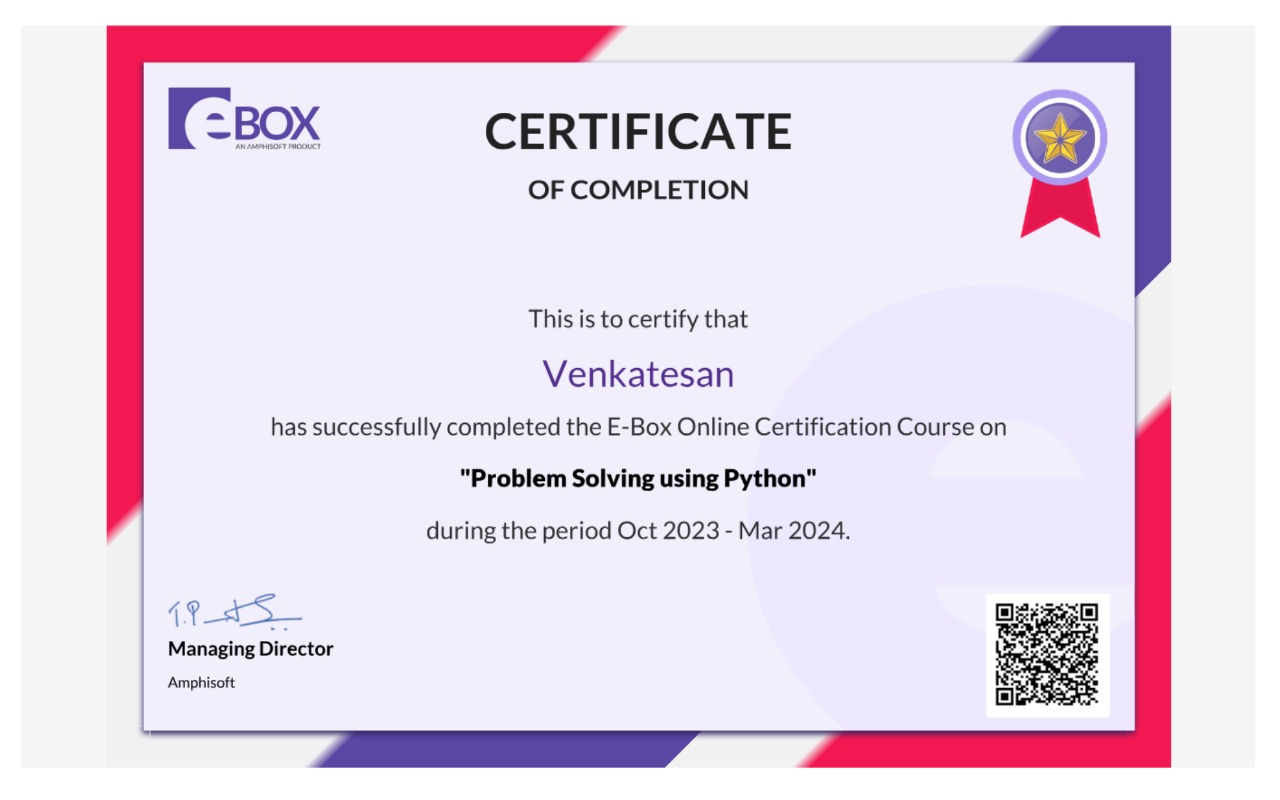 eBOX
AN AMPHISOFT PRODUCT
CERTIFICATE
OF COMPLETION
This is to certify that
Venkatesan
has successfully completed the E-Box Online Certification Course on
"Problem Solving using Python"
during the period Oct 2023 - Mar 2024.
Managing Director
Amphisoft